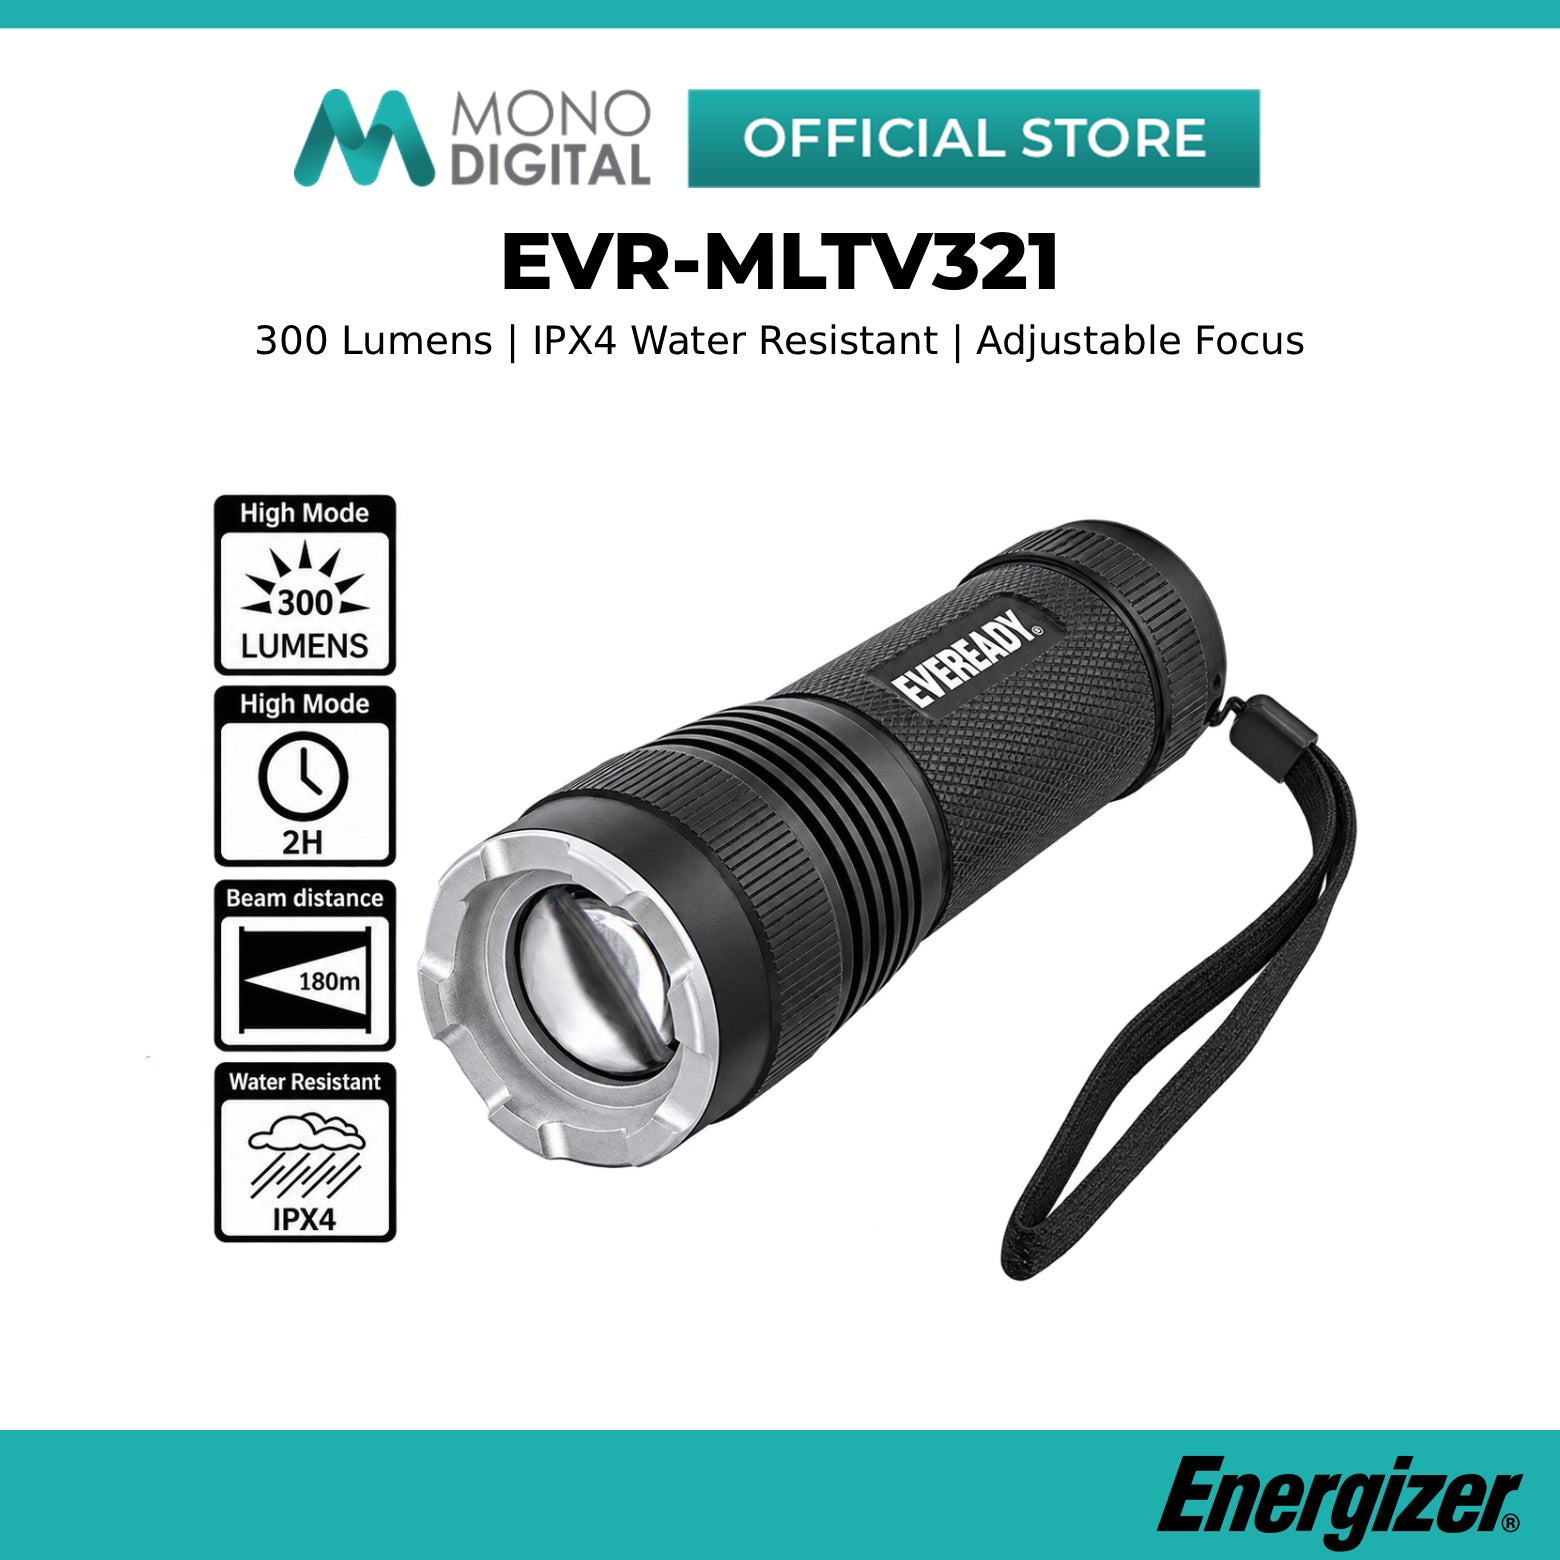 MONO
DIGITAL
OFFICIAL STORE
EVR-MLTV321
300 Lumens | IPX4 Water Resistant | Adjustable Focus
High Mode
300
LUMENS
High Mode
2H
Beam distance
180m
Water Resistant
IPX4
EVEREADY®
Energizer®